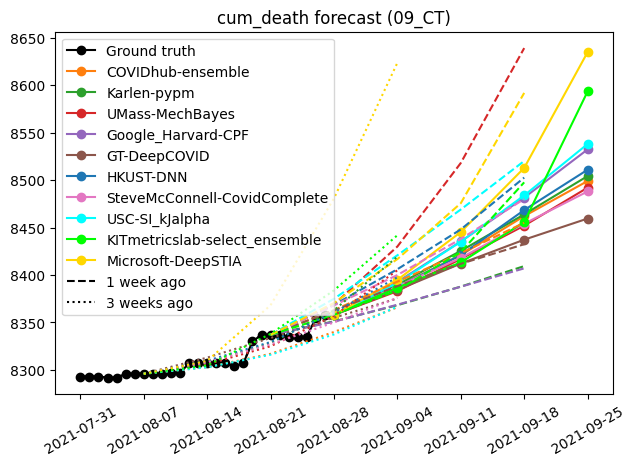 cum_death forecast (09_CT)
8650
8600
8550
8500
8450
8400
8350
8300
Ground truth
COVIDhub-ensemble
Karlen-pypm
UMass-MechBayes
Google_Harvard-CPF
GT-DeepCOVID
HKUST-DNN
SteveMcConnell-CovidComplete
USC-SI_kJalpha
KITmetricslab-select_ensemble
Microsoft-DeepSTIA
1 week ago
3 weeks ago
2021-07-31
2021-08-07
2021-08-14
2021-08-21
2021-08-28
2021-09-04
2021-09-11
2021-09-18
2021-09-25